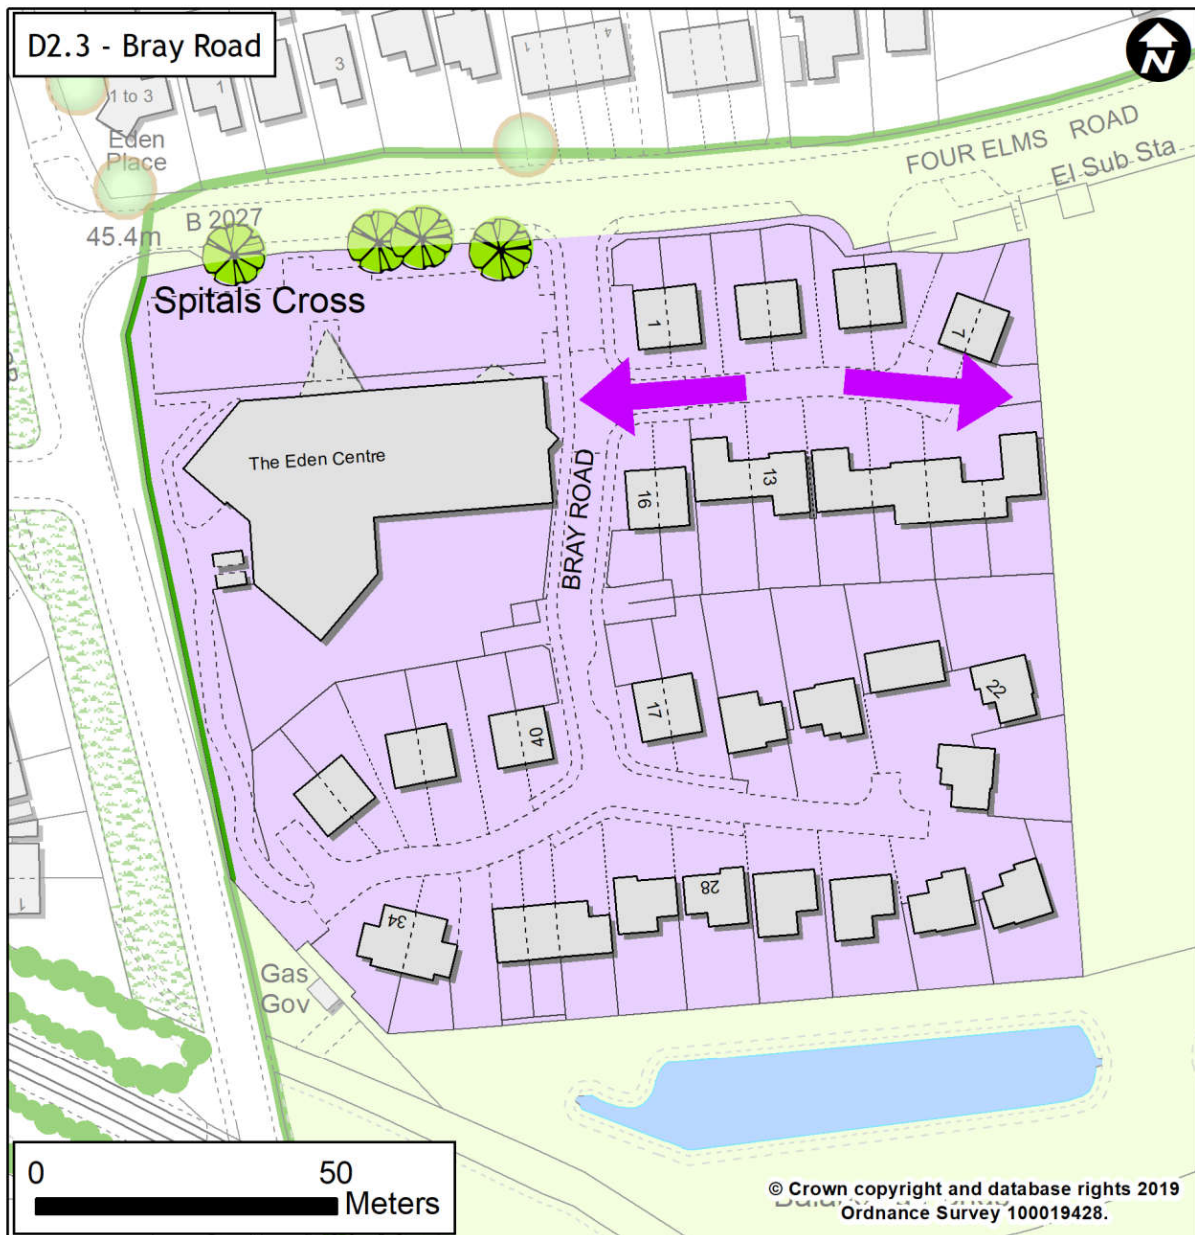 D2.3 - Bray Road
N
1 to 3
1
3
1
4
Eden
Place
B 2027
45.4m
FOUR ELMS ROAD
El Sub Sta
Spitals Cross
1
7
The Eden Centre
BRAY ROAD
16
13
17
22
40
34
28
Gas
Gov
1
0 50
Meters
© Crown copyright and database rights 2019
Ordnance Survey 100019428.